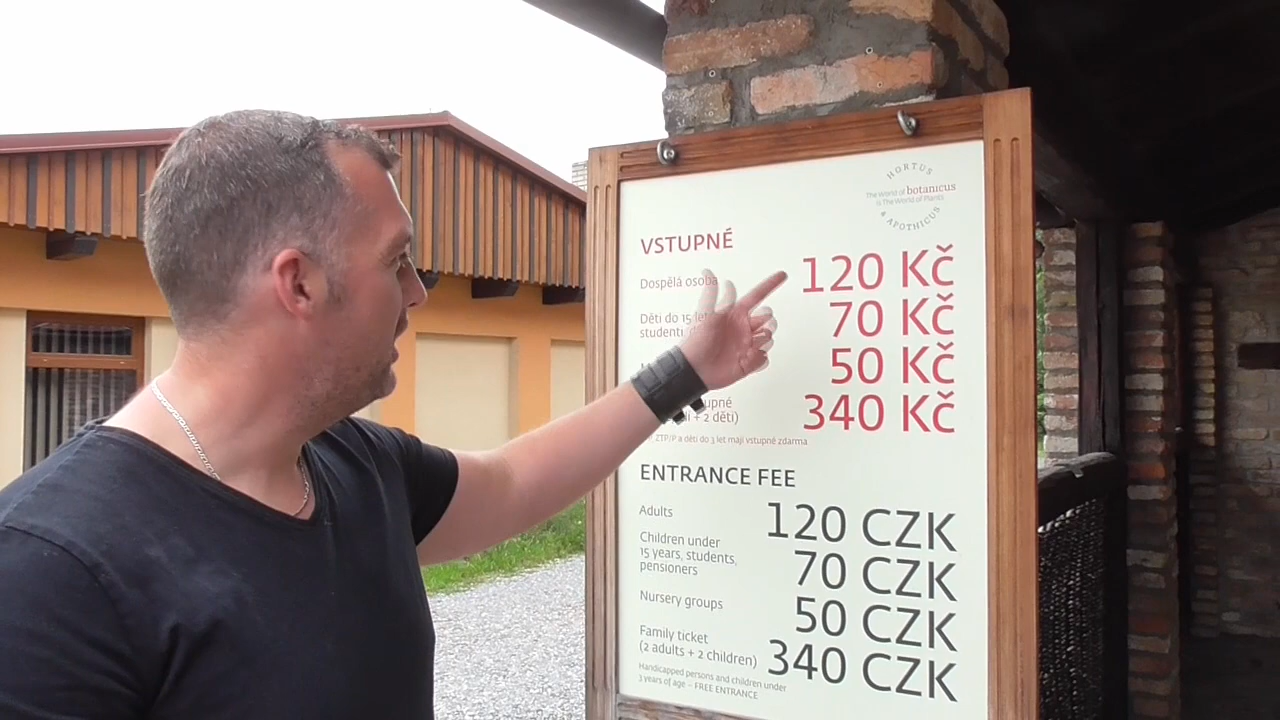 HORTUS
The World of botanicus
is The World of Plants
& APOTHICUS
VSTUPNÉ
Dospělá osoba 120 Kč
Děti do 15 let
studenti 70 Kč
50 Kč
(2 + 2 děti) 340 Kč
ZTP/P a děti do 3 let mají vstupné zdarma
ENTRANCE FEE
Adults 120 CZK
Children under
15 years, students,
pensioners 70 CZK
Nursery groups 50 CZK
Family ticket
(2 adults + 2 children) 340 CZK
Handicapped persons and children under
3 years of age – FREE ENTRANCE